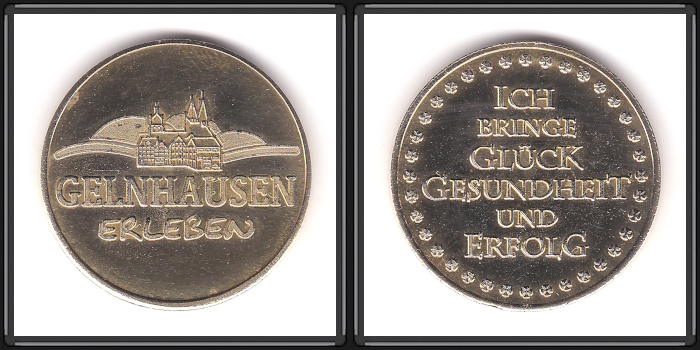 GELNHAUSEN
ERLEBEN
ICH
BRINGE
GLÜCK
GESUNDHEIT
UND
ERFOLG